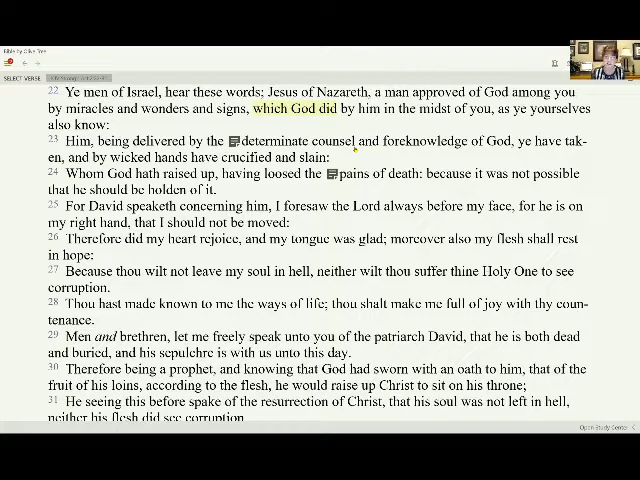 Bible by Olive Tree
SELECT VERSE
22 Ye men of Israel, hear these words; Jesus of Nazareth, a man approved of God among you
by miracles and wonders and signs, which God did by him in the midst of you, as ye yourselves
also know:
23 Him, being delivered by the determinate counsel and foreknowledge of God, ye have tak-
en, and by wicked hands have crucified and slain:
24 Whom God hath raised up, having loosed the pains of death: because it was not possible
that he should be holden of it.
25 For David speaketh concerning him, I foresaw the Lord always before my face, for he is on
my right hand, that I should not be moved:
26 Therefore did my heart rejoice, and my tongue was glad; moreover also my flesh shall rest
in hope:
27 Because thou wilt not leave my soul in hell, neither wilt thou suffer thine Holy One to see
corruption.
28 Thou hast made known to me the ways of life; thou shalt make me full of joy with thy coun-
tenance.
29 Men and brethren, let me freely speak unto you of the patriarch David, that he is both dead
and buried, and his sepulchre is with us unto this day.
30 Therefore being a prophet, and knowing that God had sworn with an oath to him, that of the
fruit of his loins, according to the flesh, he would raise up Christ to sit on his throne;
31 He seeing this before spake of the resurrection of Christ, that his soul was not left in hell,
neither his flesh did see corruption.
Open Study Center